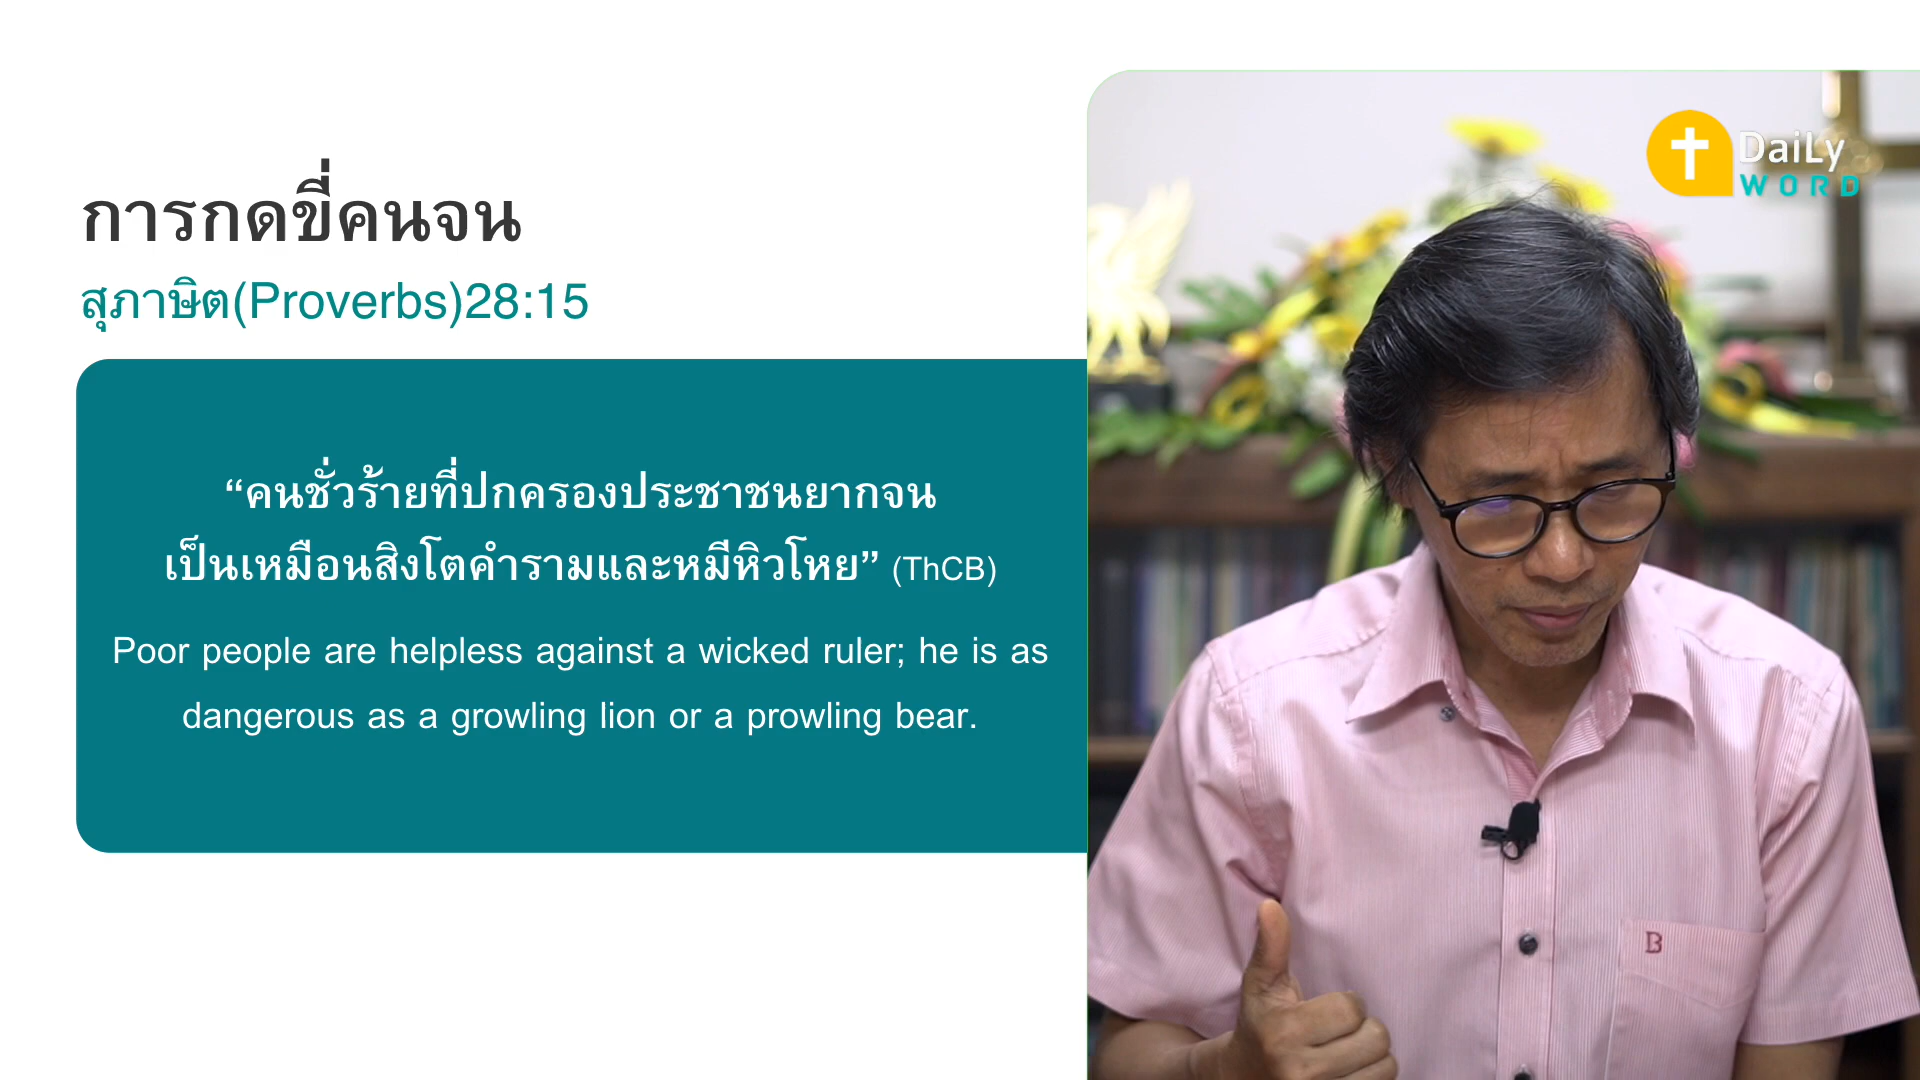 การกดขี่คนจน
สุภาษิต(Proverbs)28:15
“คนชั่วร้ายที่ปกครองประชาชนยากจน
เป็นเหมือนสิงโตคำรามและหมีหิวโหย” (ThCB)
Poor people are helpless against a wicked ruler; he is as
dangerous as a growling lion or a prowling bear.
DaiLy
WORD
B